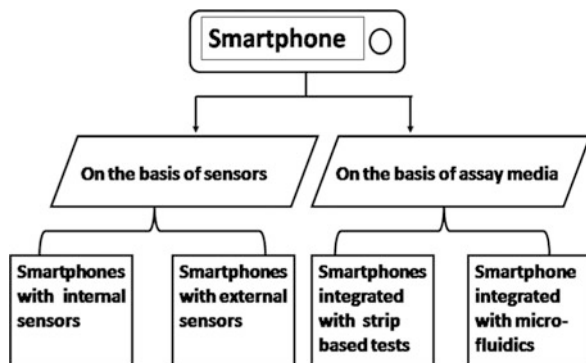 Smartphone
On the basis of sensors
On the basis of assay media
Smartphones
with internal
sensors
Smartphones
with external
sensors
Smartphones
integrated
with strip
based tests
Smartphone
integrated
with micro-
fluidics